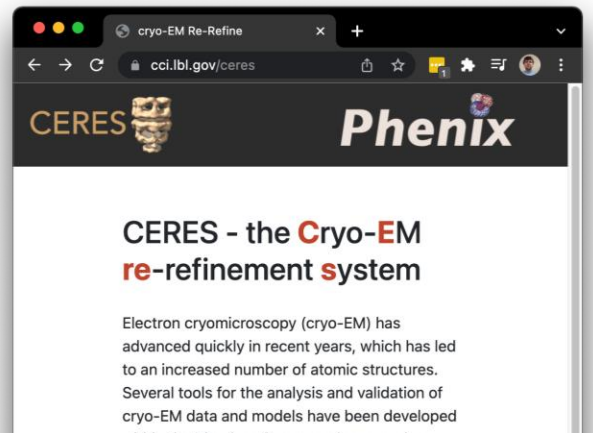 cryo-EM Re-Refine
cci.lbl.gov/ceres
1
CERES
Phenix
CERES - the Cryo-EM
re-refinement system
Electron cryomicroscopy (cryo-EM) has
advanced quickly in recent years, which has led
to an increased number of atomic structures.
Several tools for the analysis and validation of
cryo-EM data and models have been developed